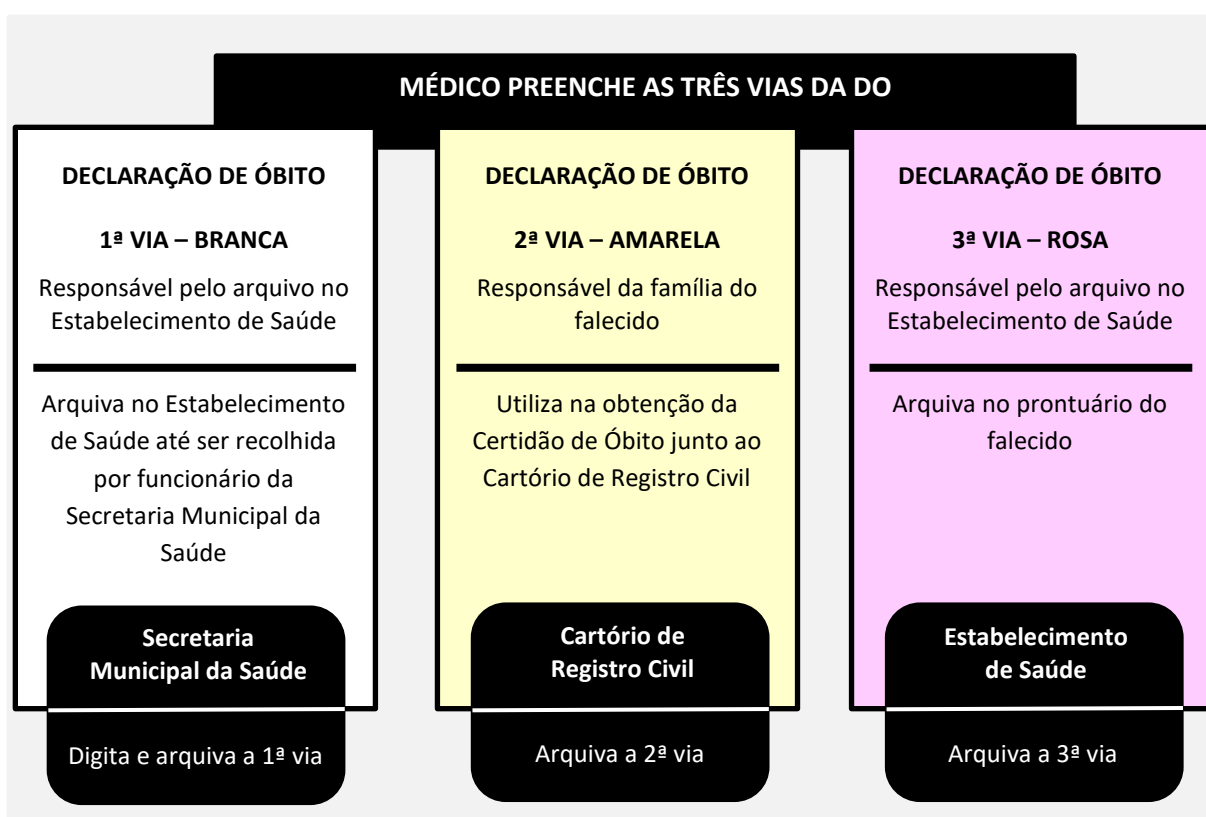 MÉDICO PREENCHE AS TRÊS VIAS DA DO
DECLARAÇÃO DE ÓBITO
1ª VIA – BRANCA
Responsável pelo arquivo no
Estabelecimento de Saúde
Arquiva no Estabelecimento
de Saúde até ser recolhida
por funcionário da
Secretaria Municipal da
Saúde
Secretaria
Municipal da Saúde
Digita e arquiva a 1ª via
DECLARAÇÃO DE ÓBITO
2ª VIA – AMARELA
Responsável da família do
falecido
Utiliza na obtenção da
Certidão de Óbito junto ao
Cartório de Registro Civil
Cartório de
Registro Civil
Arquiva a 2ª via
DECLARAÇÃO DE ÓBITO
3ª VIA – ROSA
Responsável pelo arquivo no
Estabelecimento de Saúde
Arquiva no prontuário do
falecido
Estabelecimento
de Saúde
Arquiva a 3ª via